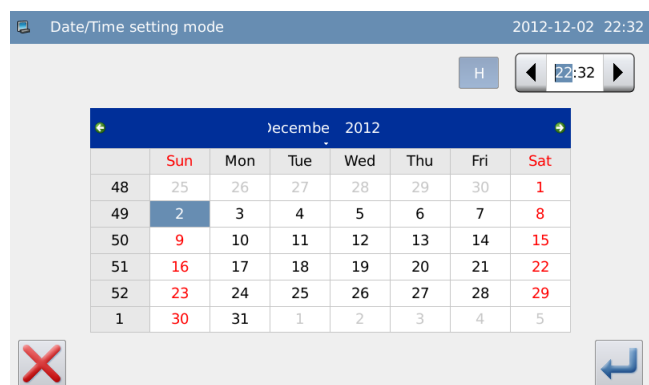 Date/Time setting mode 2012-12-02 22:32
H 22:32
Decembe 2012
Sun Mon Tue Wed Thu Fri Sat
48 25 26 27 28 29 30 1
49 2 3 4 5 6 7 8
50 9 10 11 12 13 14 15
51 16 17 18 19 20 21 22
52 23 24 25 26 27 28 29
1 30 31 1 2 3 4 5